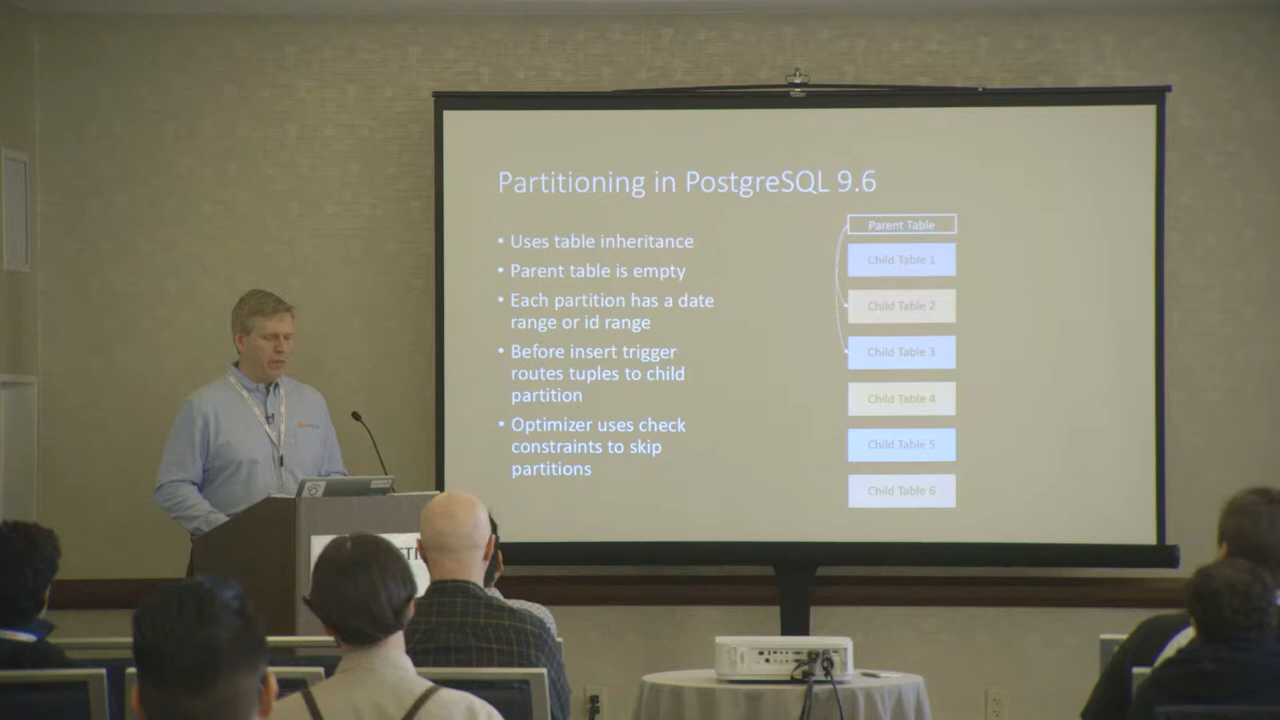 Partitioning in PostgreSQL 9.6
• Uses table inheritance
• Parent table is empty
• Each partition has a date
range or id range
• Before insert trigger
routes tuples to child
partition
• Optimizer uses check
constraints to skip
partitions
Parent Table
Child Table 1
Child Table 2
Child Table 3
Child Table 4
Child Table 5
Child Table 6